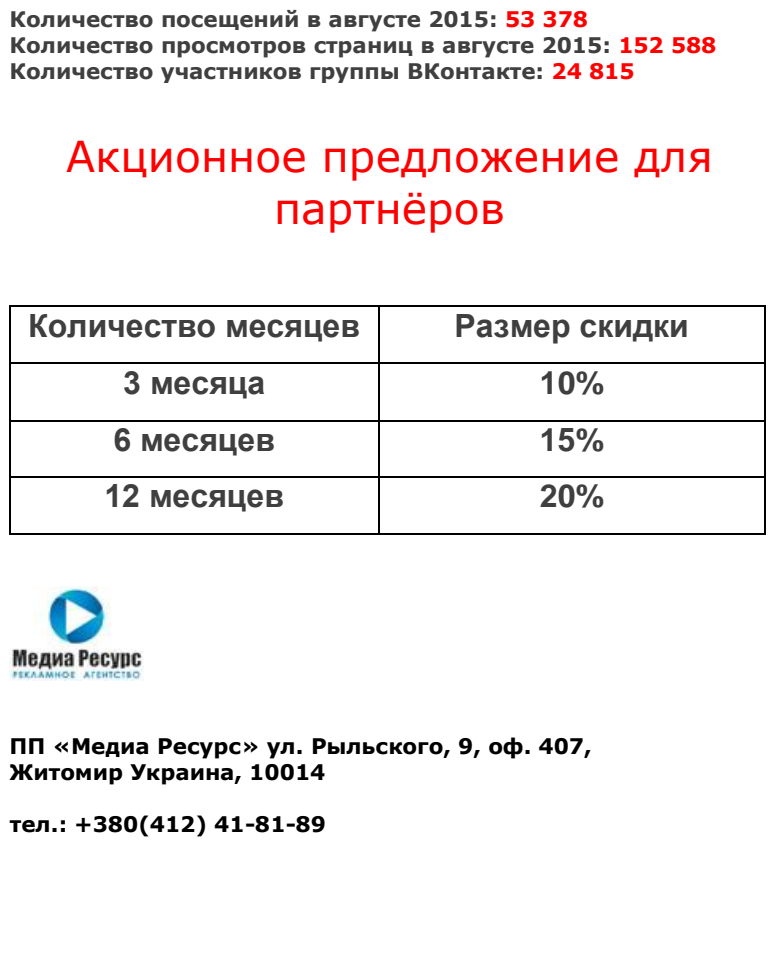 Количество посещений в августе 2015: 53 378
Количество просмотров страниц в августе 2015: 152 588
Количество участников группы ВКонтакте: 24 815
Акционное предложение для
партнёров
Количество месяцев Размер скидки
3 месяца 10%
6 месяцев 15%
12 месяцев 20%
Медиа Ресурс
РЕКЛАМНОЕ АГЕНТСТВО
ПП «Медиа Ресурс» ул. Рыльского, 9, оф. 407,
Житомир Украина, 10014
тел.: +380(412) 41-81-89